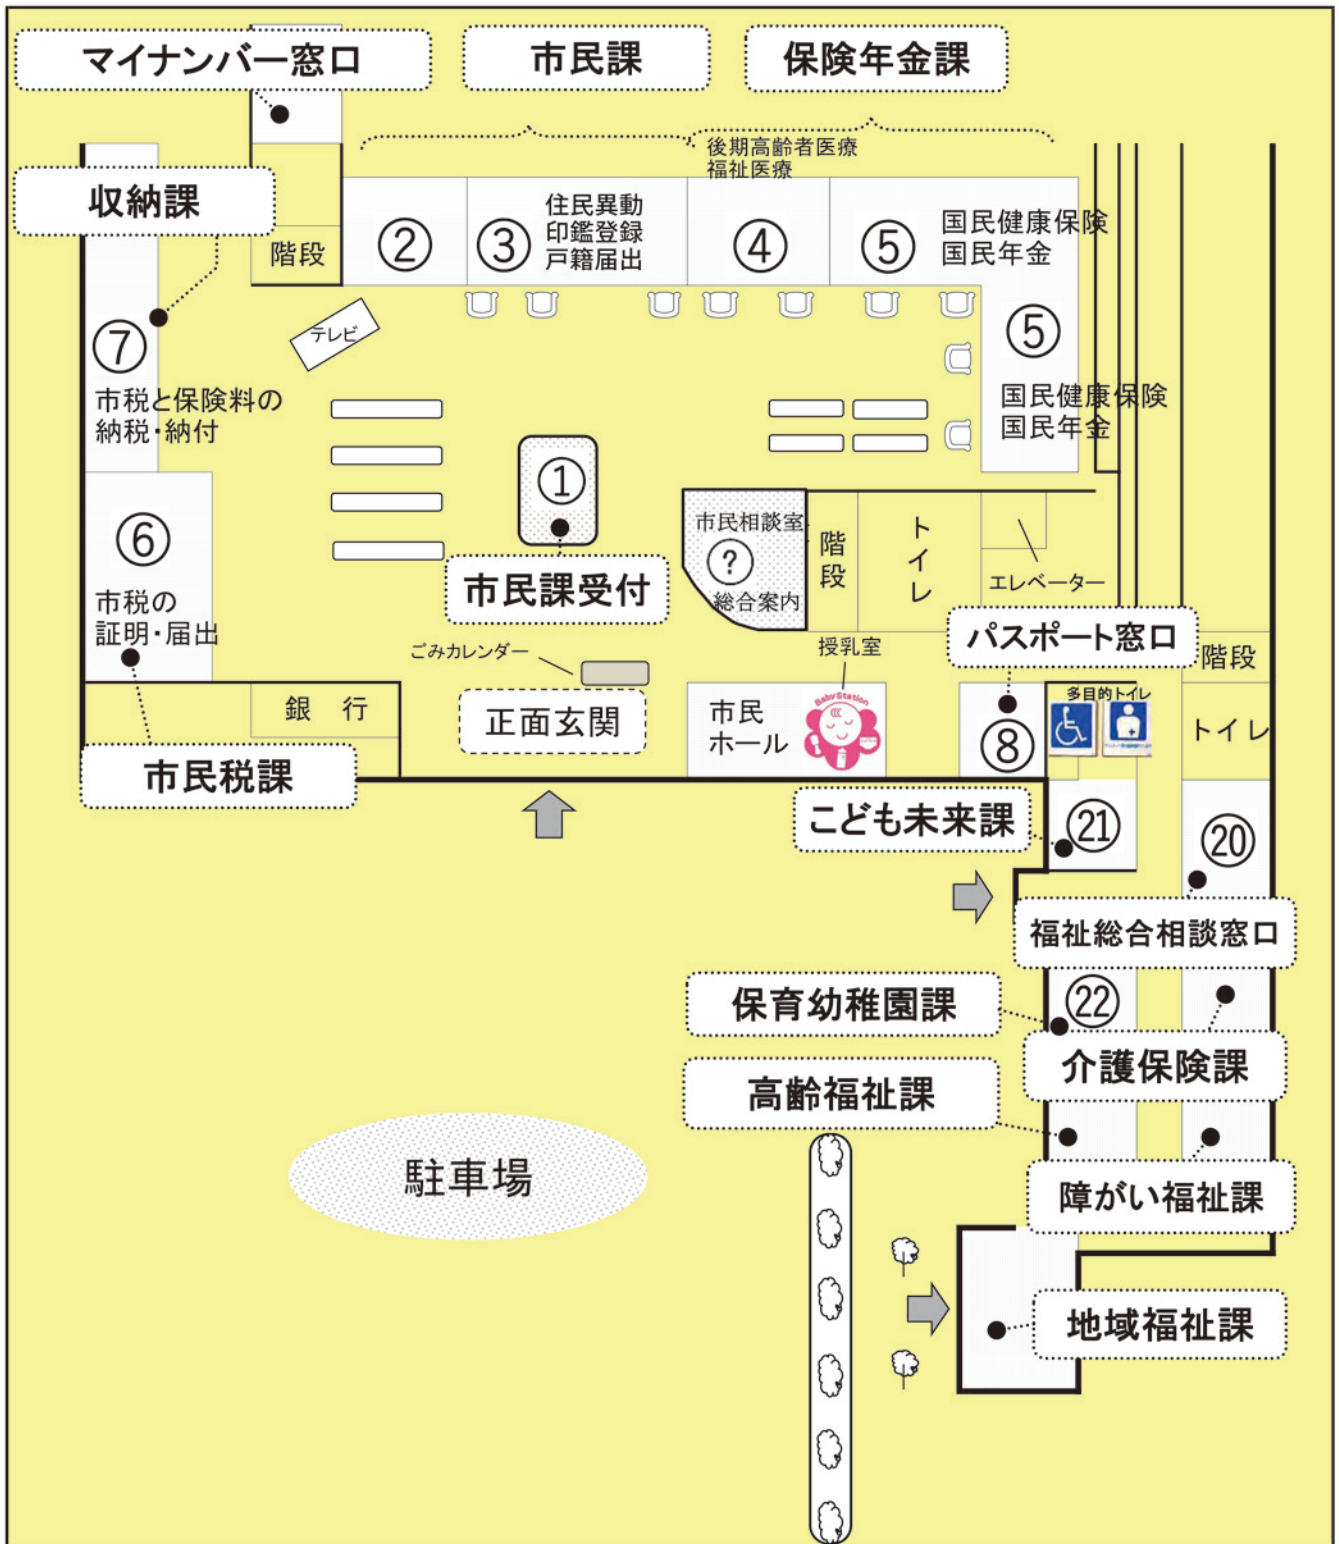 マイナンバー窓口
市民課
保険年金課
後期高齢者医療
福祉医療
収納課
階段
②
③
住民異動
印鑑登録
戸籍届出
④
⑤
国民健康保険
国民年金
テレビ
⑦
市税と保険料の
納税・納付
⑤
国民健康保険
国民年金
①
市民課受付
市民相談室
?
総合案内
階段
トイレ
エレベーター
⑥
市税の
証明・届出
ごみカレンダー
授乳室
パスポート窓口
階段
銀 行
正面玄関
市民
ホール
BabyStation
⑧
多目的トイレ
トイレ
市民税課
こども未来課
㉑
⑳
福祉総合相談窓口
保育幼稚園課
㉒
介護保険課
高齢福祉課
駐車場
障がい福祉課
地域福祉課